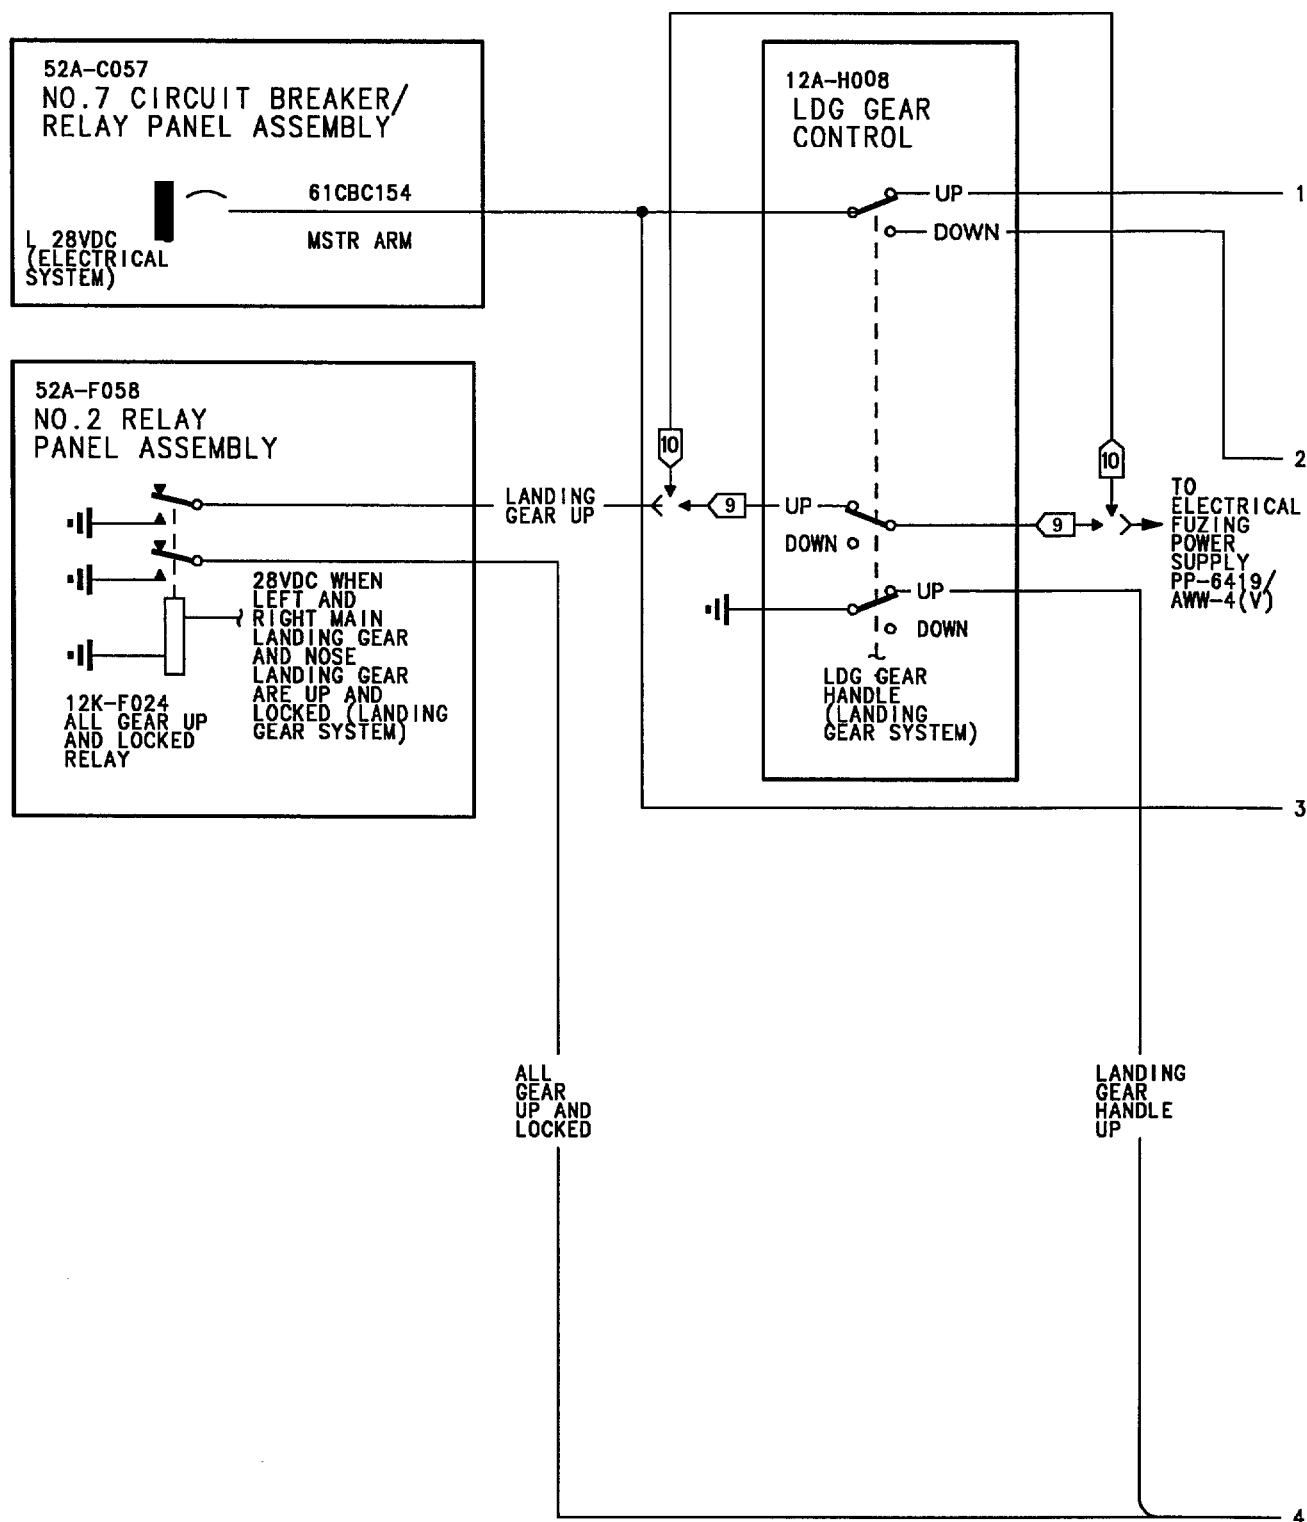 52A-C057
NO.7 CIRCUIT BREAKER/
RELAY PANEL ASSEMBLY
61CBC154
MSTR ARM
L 28VDC
(ELECTRICAL
SYSTEM)
12A-H008
LDG GEAR
CONTROL
UP
1
DOWN
2
52A-F058
NO.2 RELAY
PANEL ASSEMBLY
10
10
LANDING
GEAR UP
9
UP
DOWN
9
TO
ELECTRICAL
FUZING
POWER
SUPPLY
PP-6419/
AWW-4(V)
UP
DOWN
28VDC WHEN
LEFT AND
RIGHT MAIN
LANDING GEAR
AND NOSE
LANDING GEAR
ARE UP AND
LOCKED (LANDING
GEAR SYSTEM)
12K-F024
ALL GEAR UP
AND LOCKED
RELAY
LDG GEAR
HANDLE
(LANDING
GEAR SYSTEM)
3
ALL
GEAR
UP AND
LOCKED
LANDING
GEAR
HANDLE
UP
4